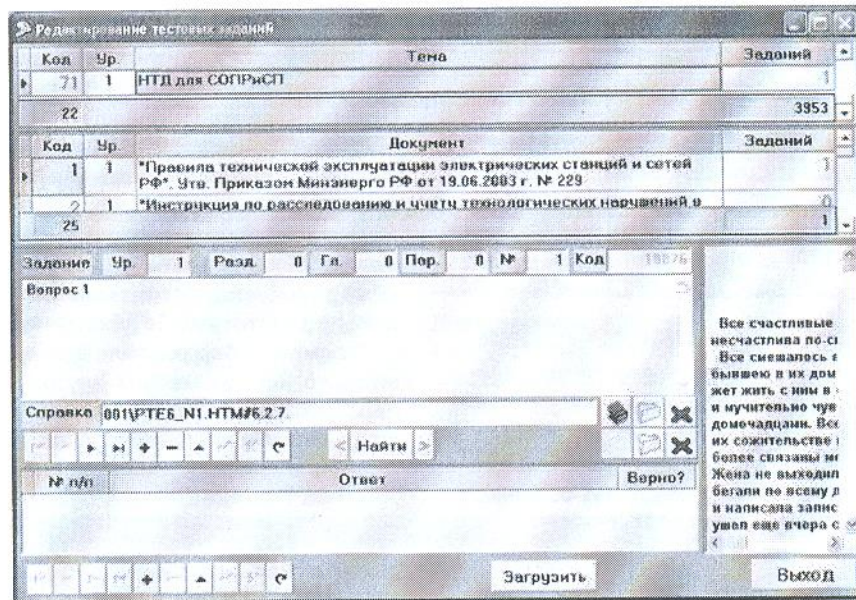 Редактирование тестовых заданий
Код Ур. Тема Заданий
71 1 НТД для СОПРиСП 1
22 3953
Код Ур. Документ Заданий
1 1 "Правила технической эксплуатации электрических станций и сетей 1
РФ". Утв. Приказом Минэнерго РФ от 19.06.2003 г. № 229
2 1 "Инструкция по расследованию и учету технологических нарушений в 0
25 1
Задание Ур. 1 Разд. 0 Гл. 0 Пар. 0 № 1 Код 19876
Вопрос 1
Справка 001\PTE6_N1.HTM#6.2.7.
< Найти >
№ п/п Ответ Верно?
Все счастливые
несчастлива по-с
Все смешалось в
бывшею в их дом
жет жить с ним в
и мучительно чув
домочадцами. Все
их сожительстве
более связаны ме
Жена не выходил
бегали по всему д
и написала запис
ушел еще вчера с
Загрузить Выход